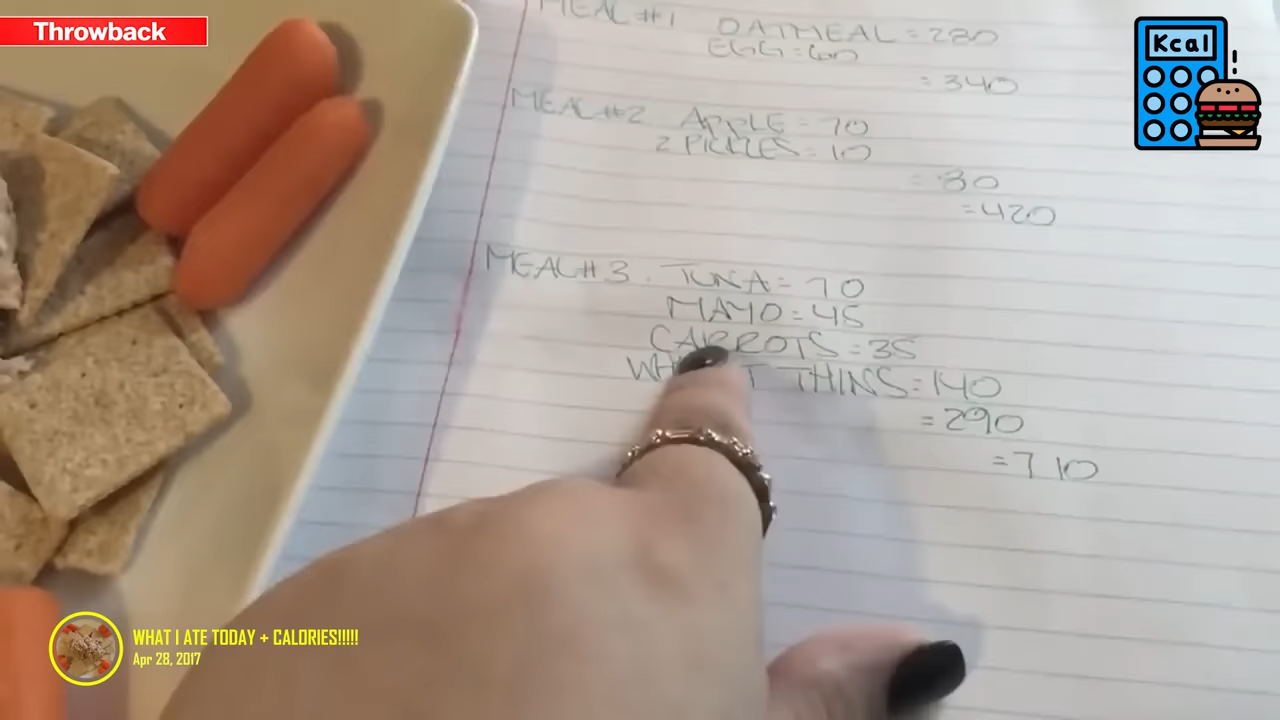 Throwback
Kcal
MEAL #1 OATMEAL = 280
EGG = 60
= 340
MEAL #2 APPLE = 70
2 PICKLES = 10
= 80
= 420
MEAL # 3. TUNA = 70
MAYO = 45
CARROTS = 35
THINS = 140
= 290
= 710
WHAT I ATE TODAY + CALORIES!!!!!
Apr 28, 2017